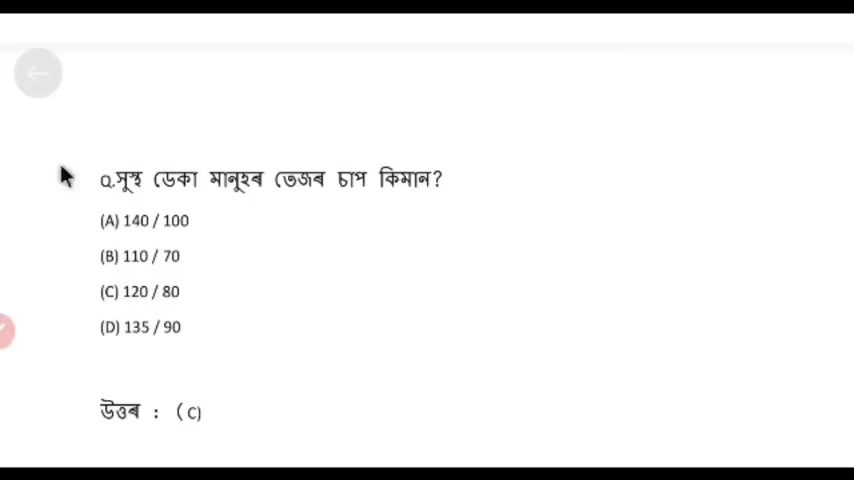 Q.সুস্থ ডেকা মানুহৰ তেজৰ চাপ কিমান?
(A) 140 / 100
(B) 110 / 70
(C) 120 / 80
(D) 135 / 90
উত্তৰ : (C)